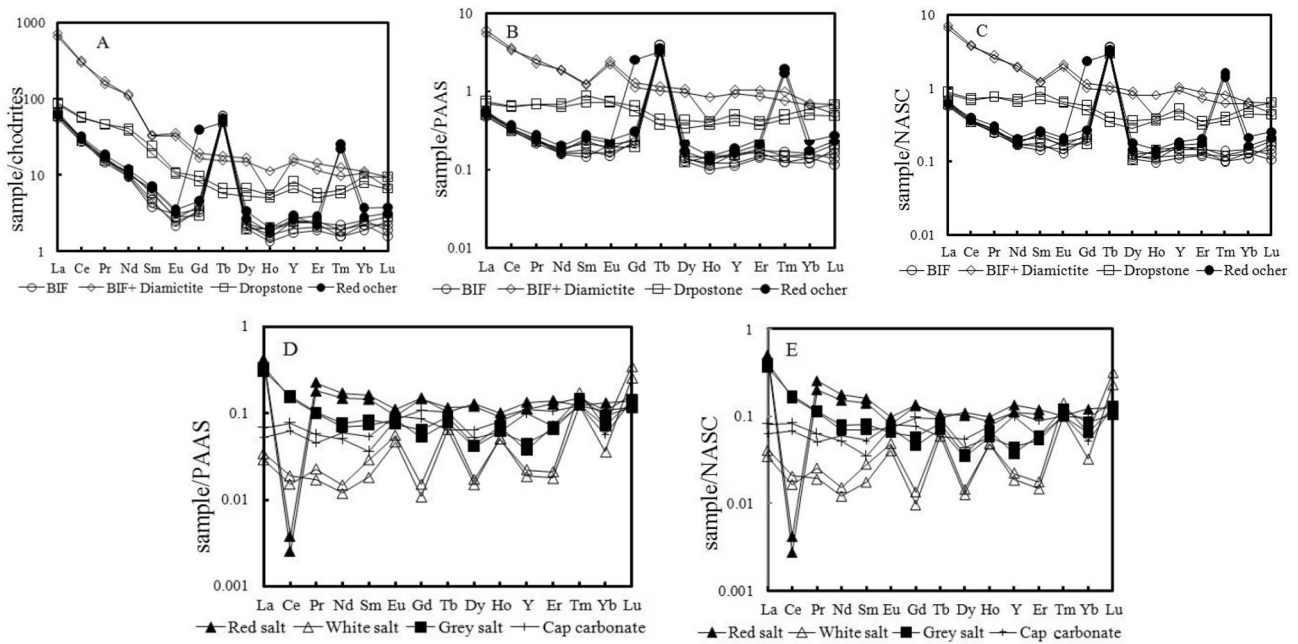 A
sample/chodrites
1000
100
10
1
La Ce Pr Nd Sm Eu Gd Tb Dy Ho Y Er Tm Yb Lu
BIF BIF+ Diamictite Dropstone Red ocher
B
sample/PAAS
10
1
0.1
0.01
La Ce Pr Nd Sm Eu Gd Tb Dy Ho Y Er Tm Yb Lu
BIF BIF+ Diamictite Drpostone Red ocher
C
sample/NASC
10
1
0.1
0.01
La Ce Pr Nd Sm Eu Gd Tb Dy Ho Y Er Tm Yb Lu
BIF BIF+ Diamictite Dropstone Red ocher
D
sample/PAAS
1
0.1
0.01
0.001
La Ce Pr Nd Sm Eu Gd Tb Dy Ho Y Er Tm Yb Lu
Red salt White salt Grey salt Cap carbonate
E
sample/NASC
1
0.1
0.01
0.001
La Ce Pr Nd Sm Eu Gd Tb Dy Ho Y Er Tm Yb Lu
Red salt White salt Grey salt Cap carbonate